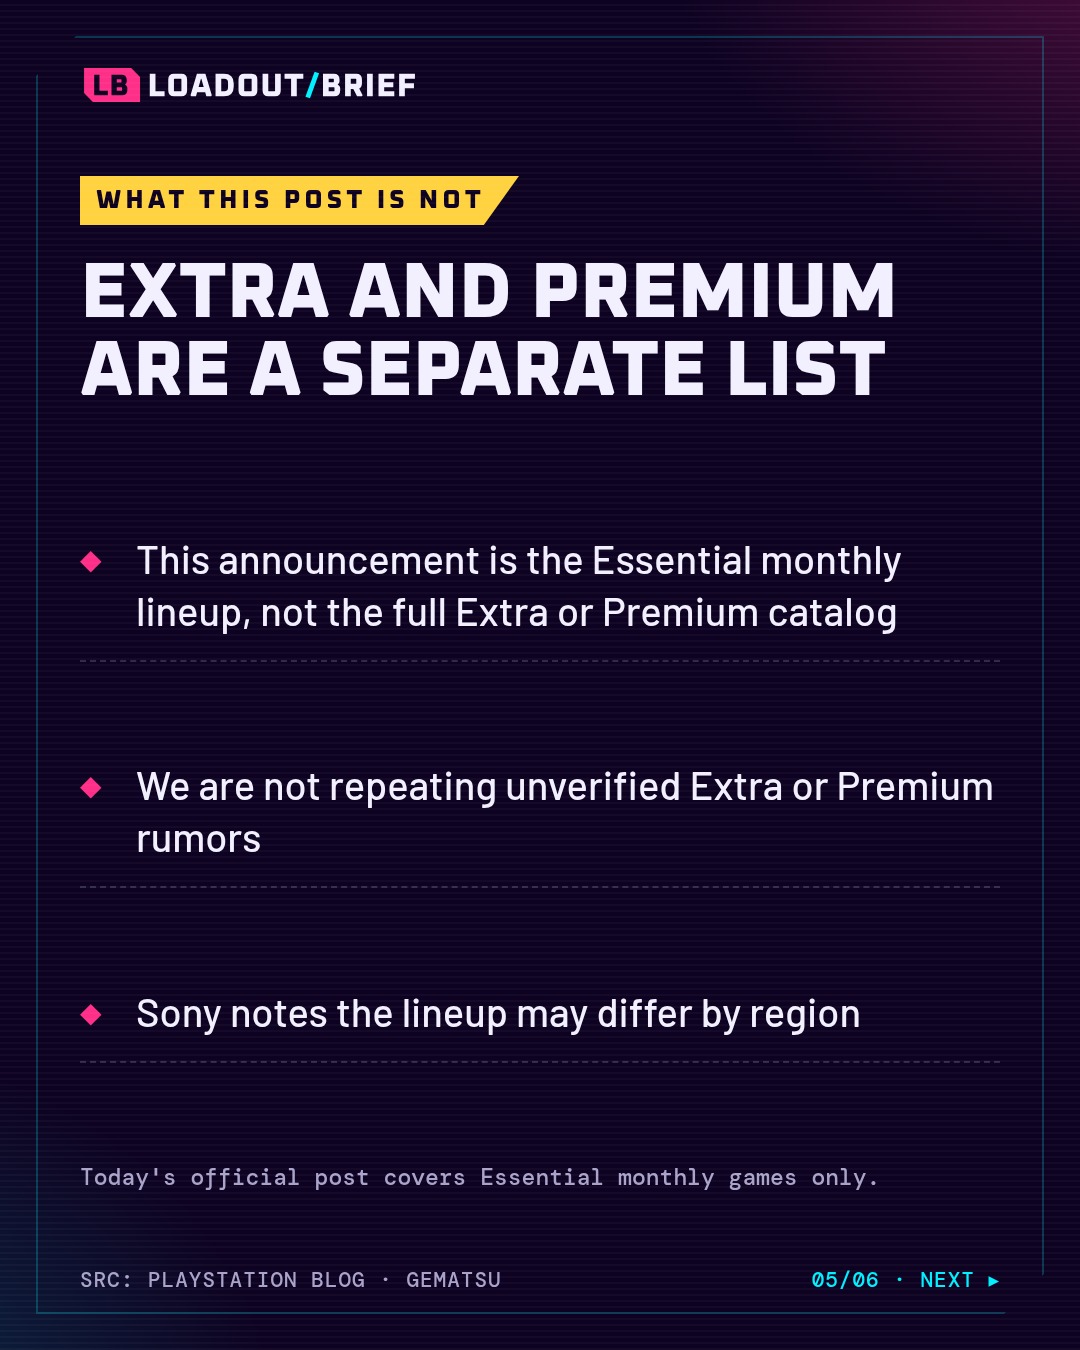 LB LOADOUT/BRIEF
WHAT THIS POST IS NOT
EXTRA AND PREMIUM
ARE A SEPARATE LIST
This announcement is the Essential monthly
lineup, not the full Extra or Premium catalog
We are not repeating unverified Extra or Premium
rumors
Sony notes the lineup may differ by region
Today's official post covers Essential monthly games only.
SRC: PLAYSTATION BLOG · GEMATSU
05/06 · NEXT ▸